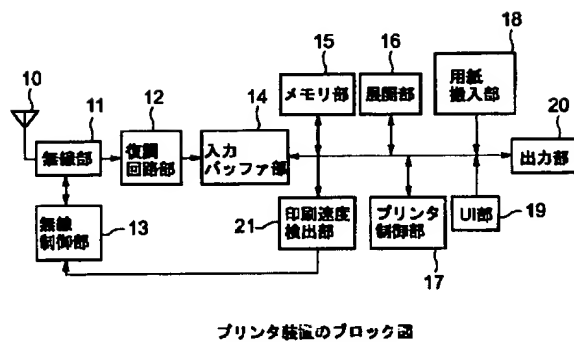 10
11
無線部
12
復調
回路部
14
入力
バッファ部
15
メモリ部
16
展開部
18
用紙
搬入部
20
出力部
無線
制御部
13
21
印刷速度
検出部
プリンタ
制御部
17
UI部
19
プリンタ装置のブロック図